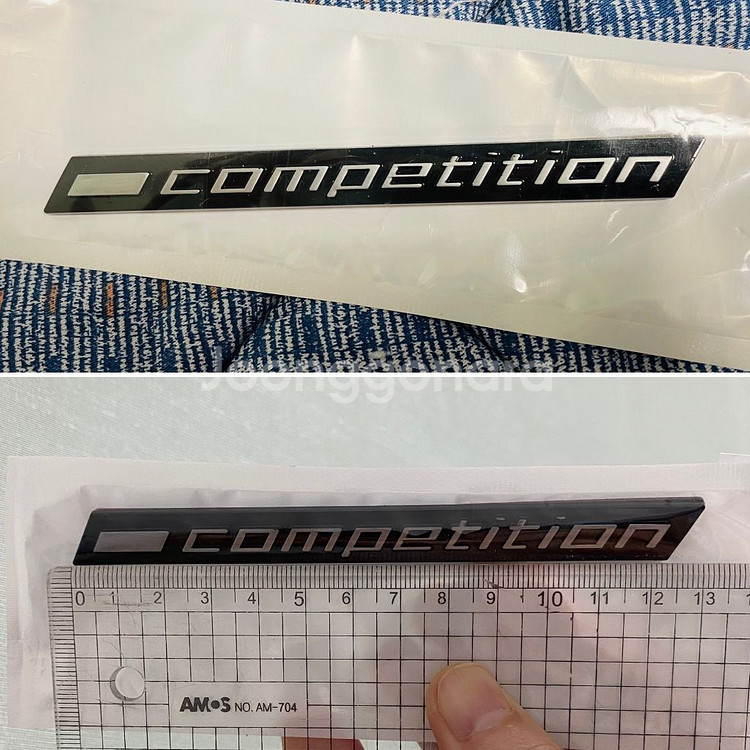 competition
Joonggonara
competition
0 1 2 3 4 5 6 7 8 9 10 11 12 13 14
AMOS NO. AM-704